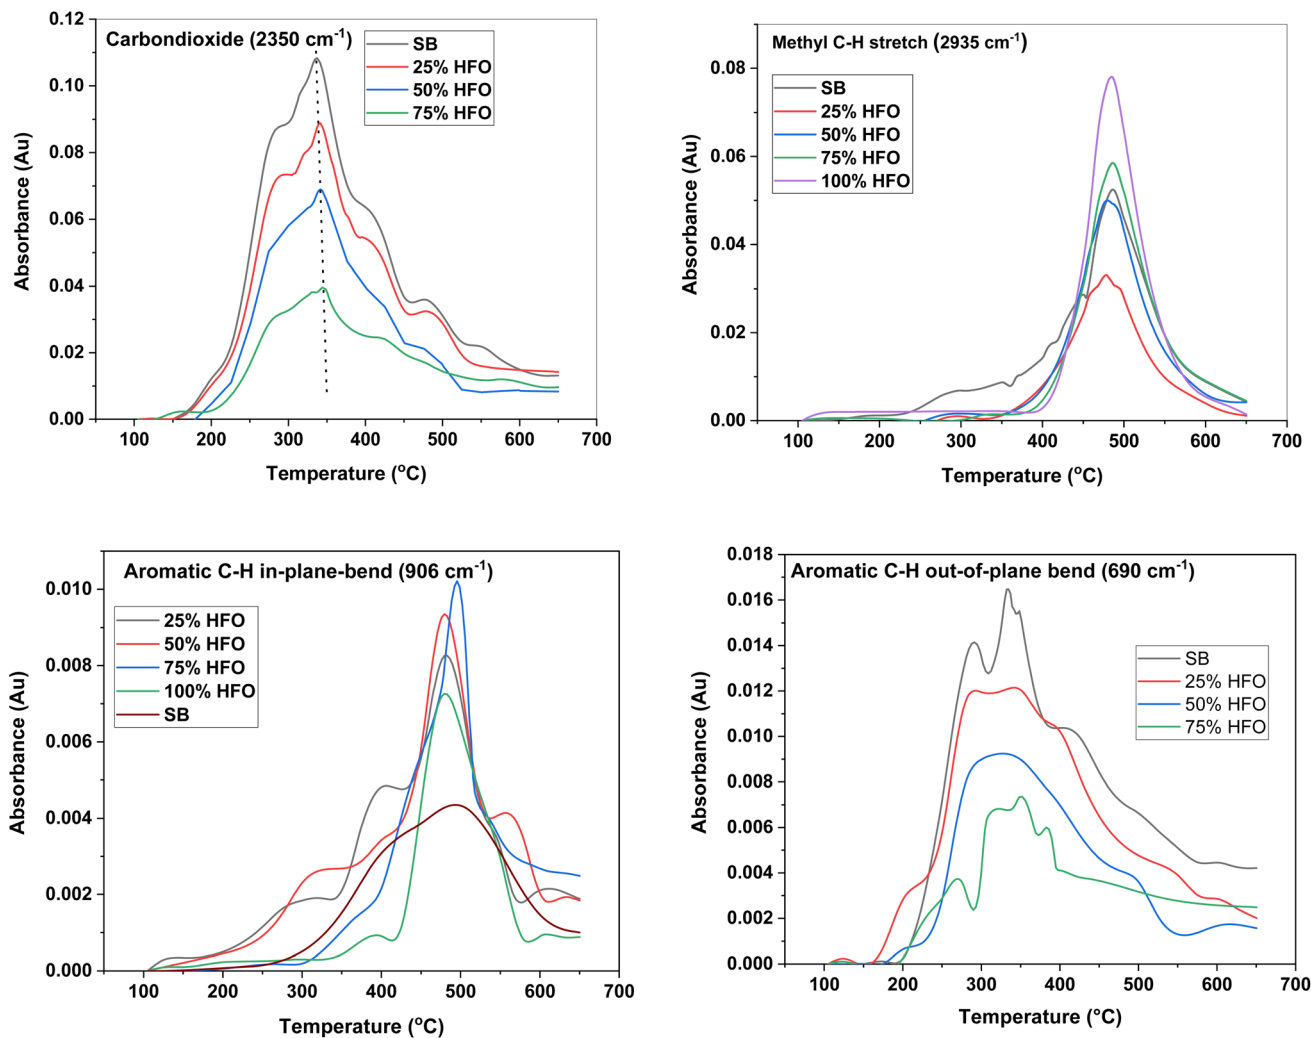 Carbondioxide (2350 cm⁻¹)
SB
25% HFO
50% HFO
75% HFO
0.12
0.10
0.08
0.06
0.04
0.02
0.00
100 200 300 400 500 600 700
Absorbance (Au)
Temperature (ᵒC)
Methyl C-H stretch (2935 cm⁻¹)
SB
25% HFO
50% HFO
75% HFO
100% HFO
0.08
0.06
0.04
0.02
0.00
100 200 300 400 500 600 700
Absorbance (Au)
Temperature (ᵒC)
Aromatic C-H in-plane-bend (906 cm⁻¹)
25% HFO
50% HFO
75% HFO
100% HFO
SB
0.010
0.008
0.006
0.004
0.002
0.000
100 200 300 400 500 600 700
Absorbance (Au)
Temperature (ᵒC)
Aromatic C-H out-of-plane bend (690 cm⁻¹)
SB
25% HFO
50% HFO
75% HFO
0.018
0.016
0.014
0.012
0.010
0.008
0.006
0.004
0.002
0.000
100 200 300 400 500 600 700
Absorbance (Au)
Temperature (°C)